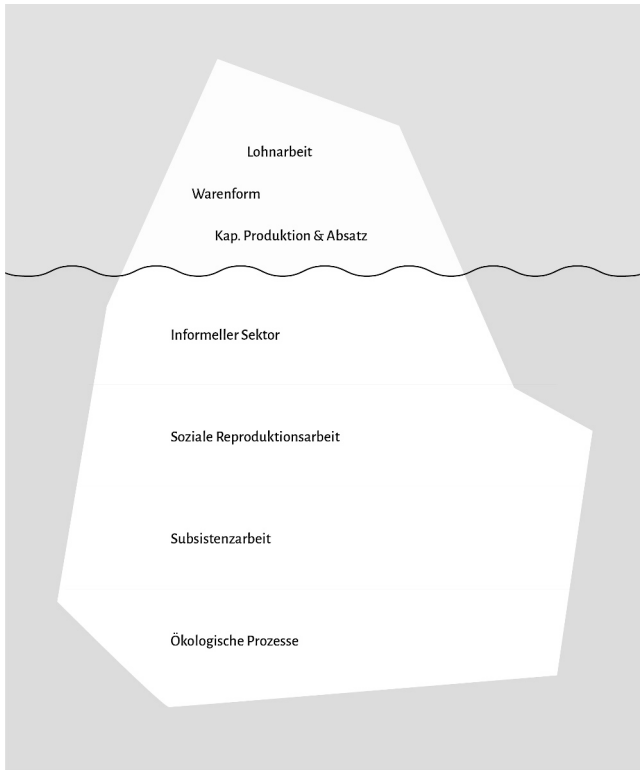 Lohnarbeit
Warenform
Kap. Produktion & Absatz
Informeller Sektor
Soziale Reproduktionsarbeit
Subsistenzarbeit
Ökologische Prozesse